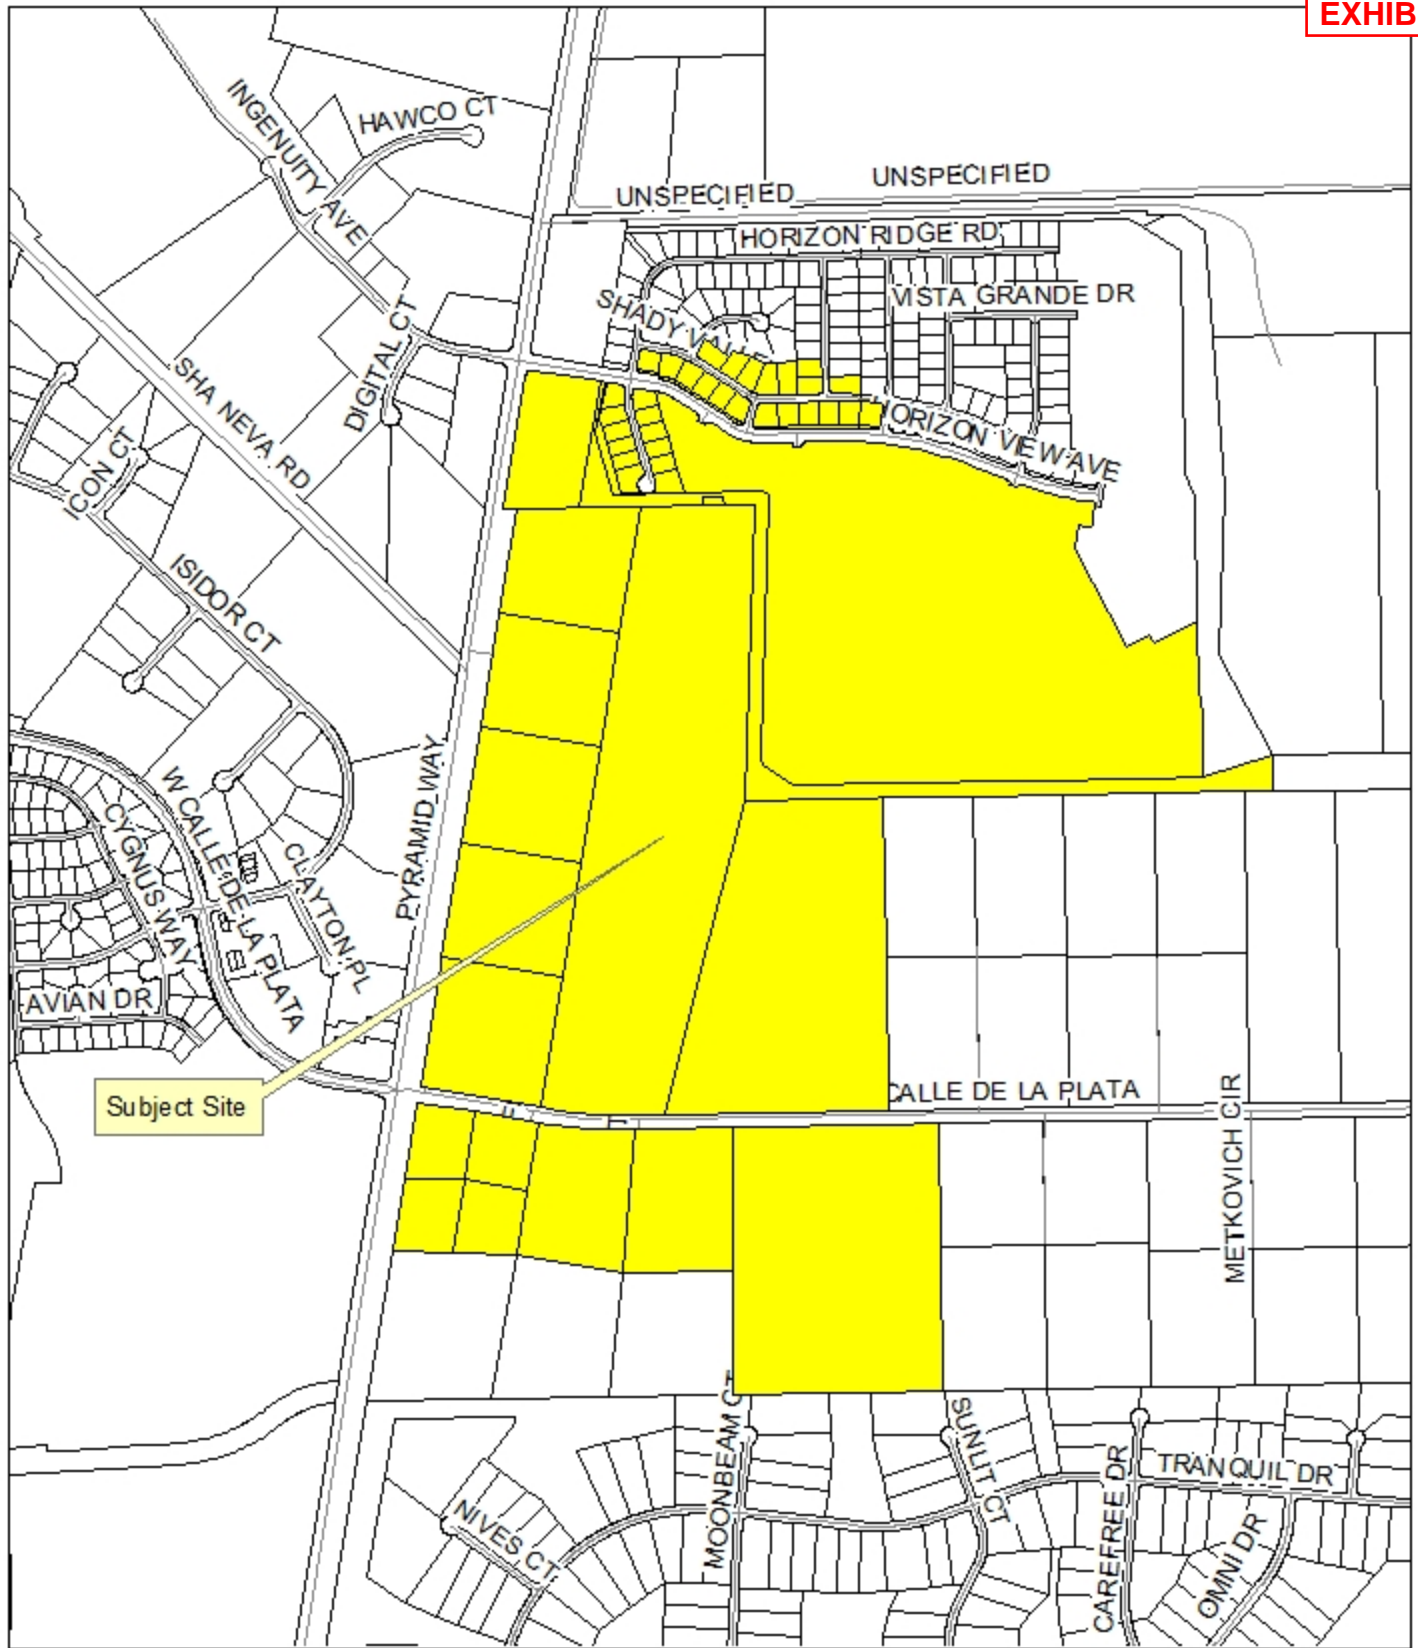 EXHIB
INGENUITY AVE
HAWCO CT
UNSPECIFIED
UNSPECIFIED
HORIZON RIDGE RD
VISTA GRANDE DR
SHADY VALLE
DIGITAL CT
SHA NEVA RD
HORIZON VIEW AVE
ICON CT
ISIDOR CT
PYRAMID WAY
W CALLE DE LA PLATA
CYGNUS WAY
CLAYTON PL
AVIAN DR
Subject Site
CALLE DE LA PLATA
METKOVICH CIR
MOONBEAM CT
SUNLIT CT
TRANQUIL DR
CAREFREE DR
NIVES CT
OMNI DR